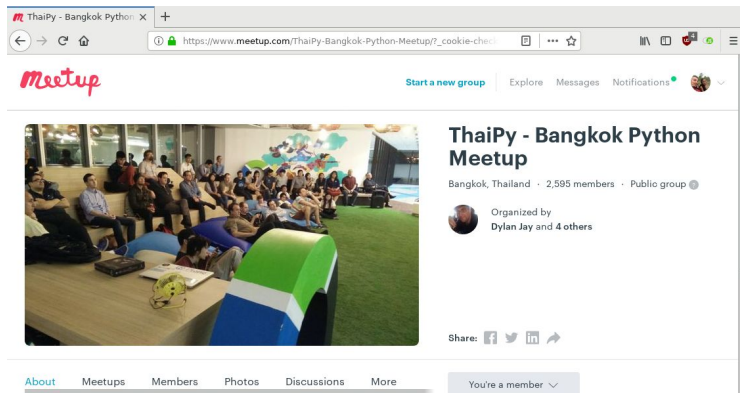 ThaiPy - Bangkok Python
https://www.meetup.com/ThaiPy-Bangkok-Python-Meetup/?_cookie-check
4
Meetup
Start a new group Explore Messages Notifications
ThaiPy - Bangkok Python
Meetup
Bangkok, Thailand · 2,595 members · Public group
Organized by
Dylan Jay and 4 others
Share:
About Meetups Members Photos Discussions More
You're a member